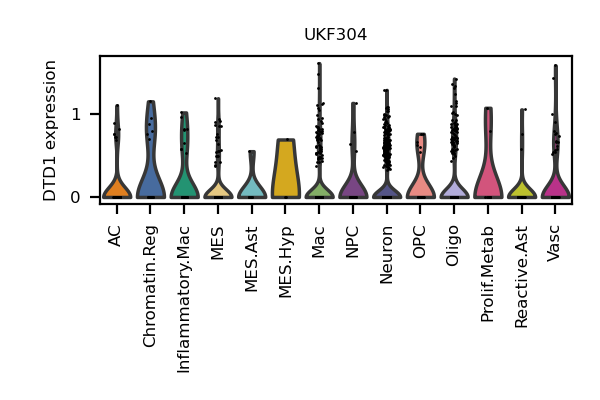 UKF304
DTD1 expression
1
0
AC
Chromatin.Reg
Inflammatory.Mac
MES
MES.Ast
MES.Hyp
Mac
NPC
Neuron
OPC
Oligo
Prolif.Metab
Reactive.Ast
Vasc